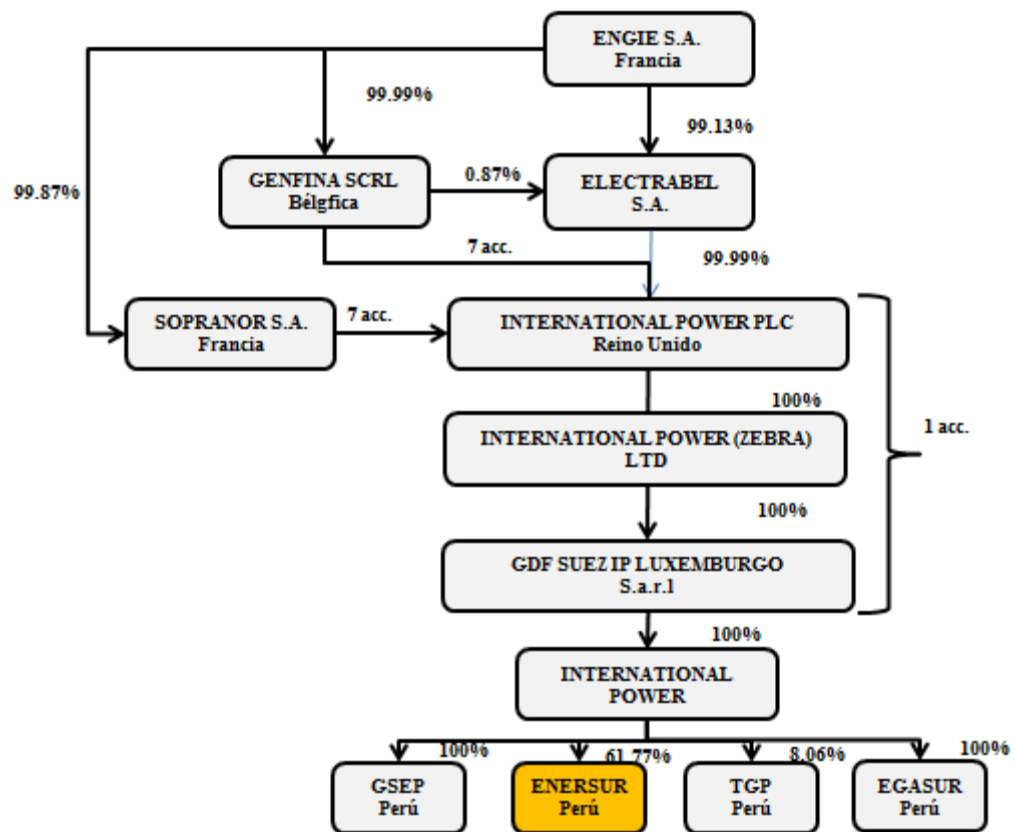 ENGIE S.A.
Francia
99.99%
99.13%
GENFINA SCRL
Bélgfica
0.87%
ELECTRABEL
S.A.
99.87%
7 acc.
99.99%
SOPRANOR S.A.
Francia
7 acc.
INTERNATIONAL POWER PLC
Reino Unido
100%
1 acc.
INTERNATIONAL POWER (ZEBRA)
LTD
100%
GDF SUEZ IP LUXEMBURGO
S.a.r.l
100%
INTERNATIONAL
POWER
100%
61.77%
8.06%
100%
GSEP
Perú
ENERSUR
Perú
TGP
Perú
EGASUR
Perú